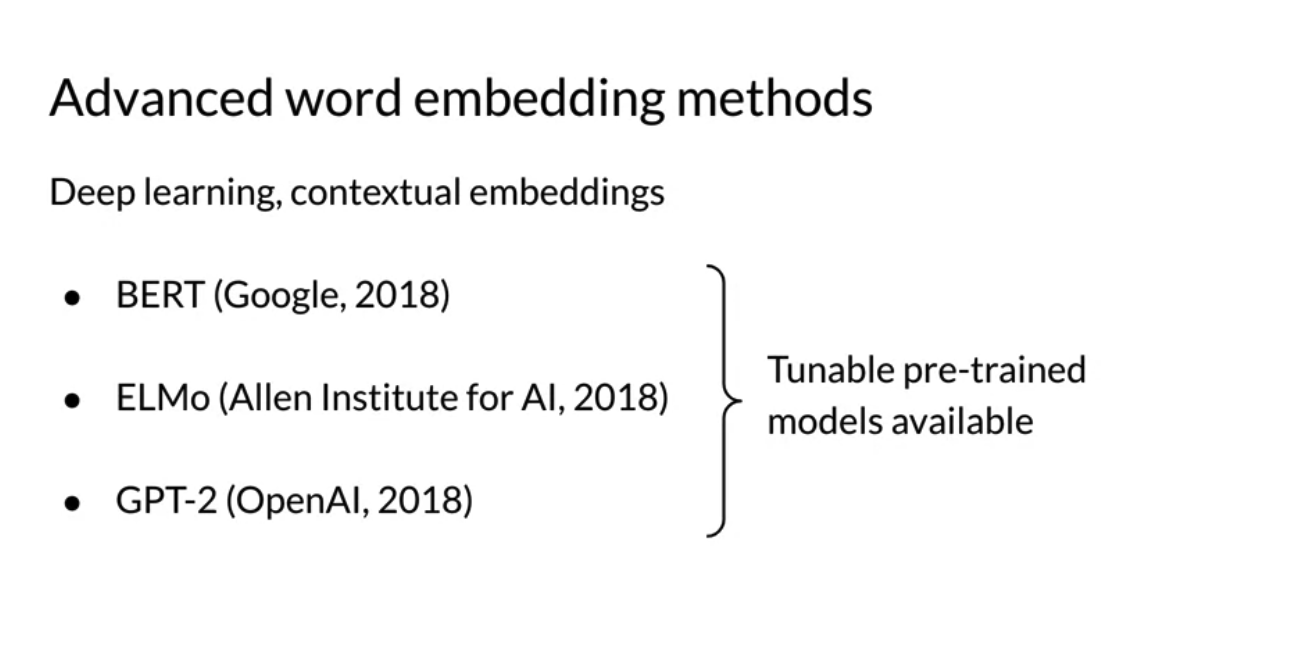 Advanced word embedding methods
Deep learning, contextual embeddings
● BERT (Google, 2018)
● ELMo (Allen Institute for AI, 2018)
● GPT-2 (OpenAI, 2018)
Tunable pre-trained
models available